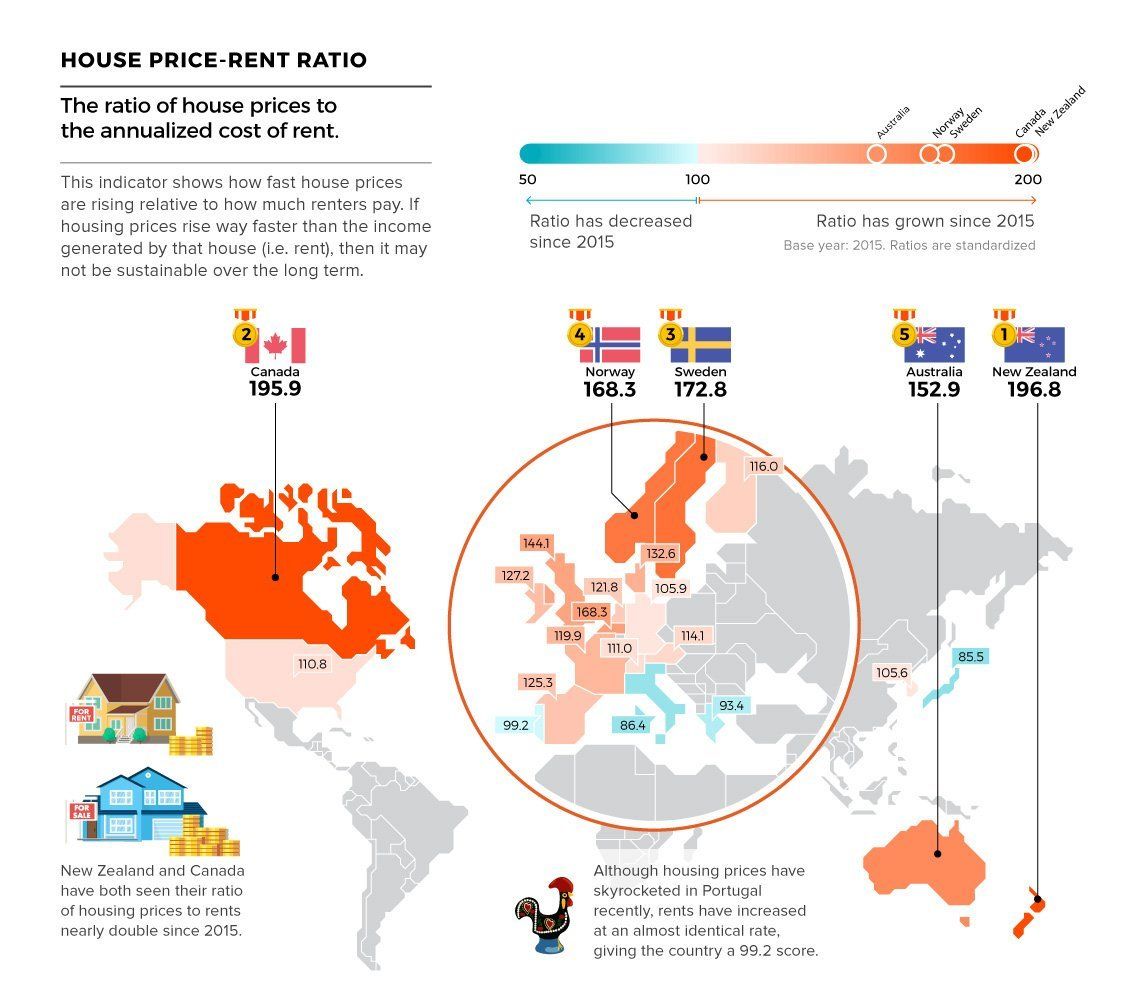 HOUSE PRICE-RENT RATIO
The ratio of house prices to
the annualized cost of rent.
This indicator shows how fast house prices
are rising relative to how much renters pay. If
housing prices rise way faster than the income
generated by that house (i.e. rent), then it may
not be sustainable over the long term.
Australia
Norway
Sweden
Canada
New Zealand
50
100
200
Ratio has decreased
since 2015
Ratio has grown since 2015
Base year: 2015. Ratios are standardized
2
Canada
195.9
4
Norway
168.3
3
Sweden
172.8
5
Australia
152.9
1
New Zealand
196.8
116.0
144.1
132.6
127.2
121.8
105.9
168.3
119.9
114.1
111.0
110.8
85.5
105.6
125.3
93.4
99.2
86.4
FOR
RENT
FOR
SALE
New Zealand and Canada
have both seen their ratio
of housing prices to rents
nearly double since 2015.
Although housing prices have
skyrocketed in Portugal
recently, rents have increased
at an almost identical rate,
giving the country a 99.2 score.